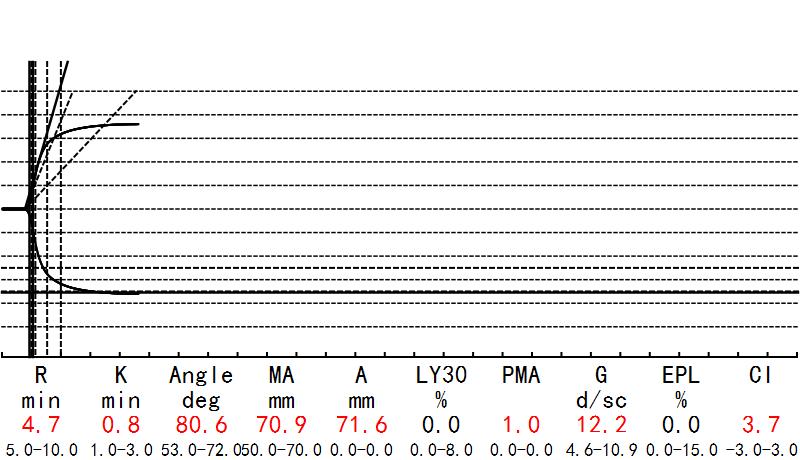 R K Angle MA A LY30 PMA G EPL CI
min min deg mm mm % d/sc %
4.7 0.8 80.6 70.9 71.6 0.0 1.0 12.2 0.0 3.7
5.0-10.0 1.0-3.0 53.0-72.0 50.0-70.0 0.0-0.0 0.0-8.0 0.0-0.0 4.6-10.9 0.0-15.0 -3.0-3.0